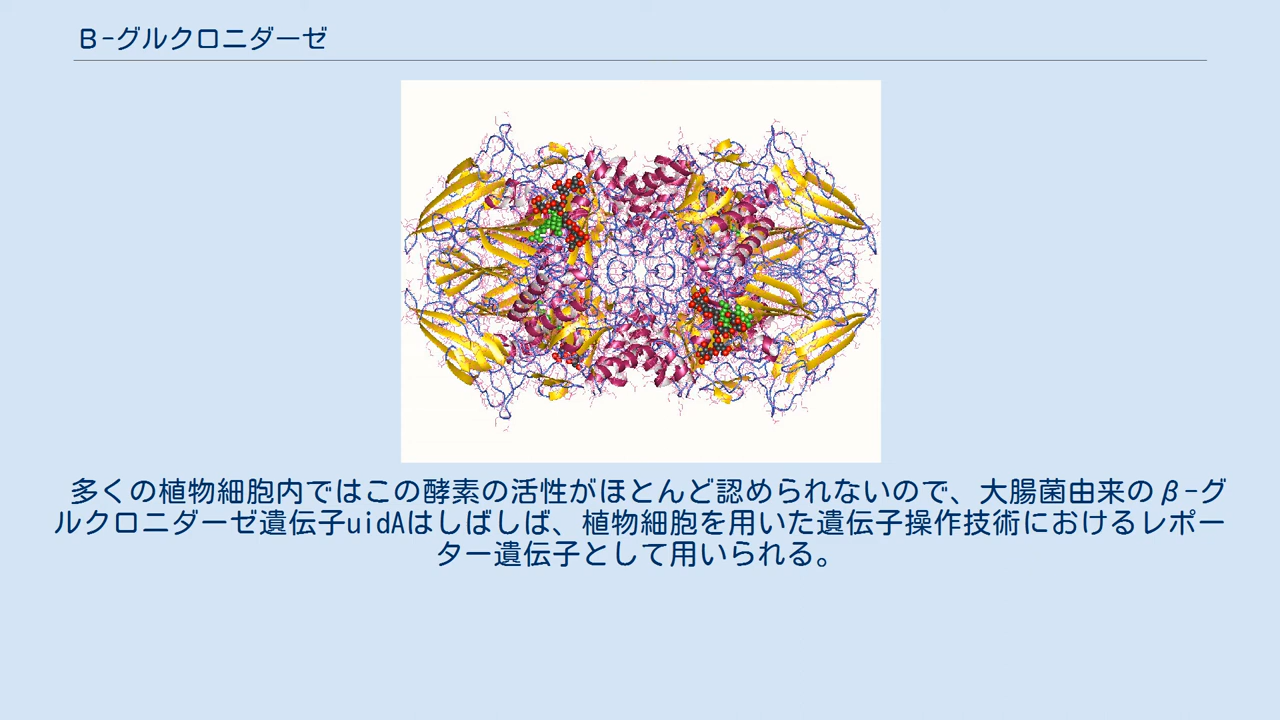 Β-グルクロニダーゼ
多くの植物細胞内ではこの酵素の活性がほとんど認められないので、大腸菌由来のβ-グ
ルクロニダーゼ遺伝子uidAはしばしば、植物細胞を用いた遺伝子操作技術におけるレポー
ター遺伝子として用いられる。